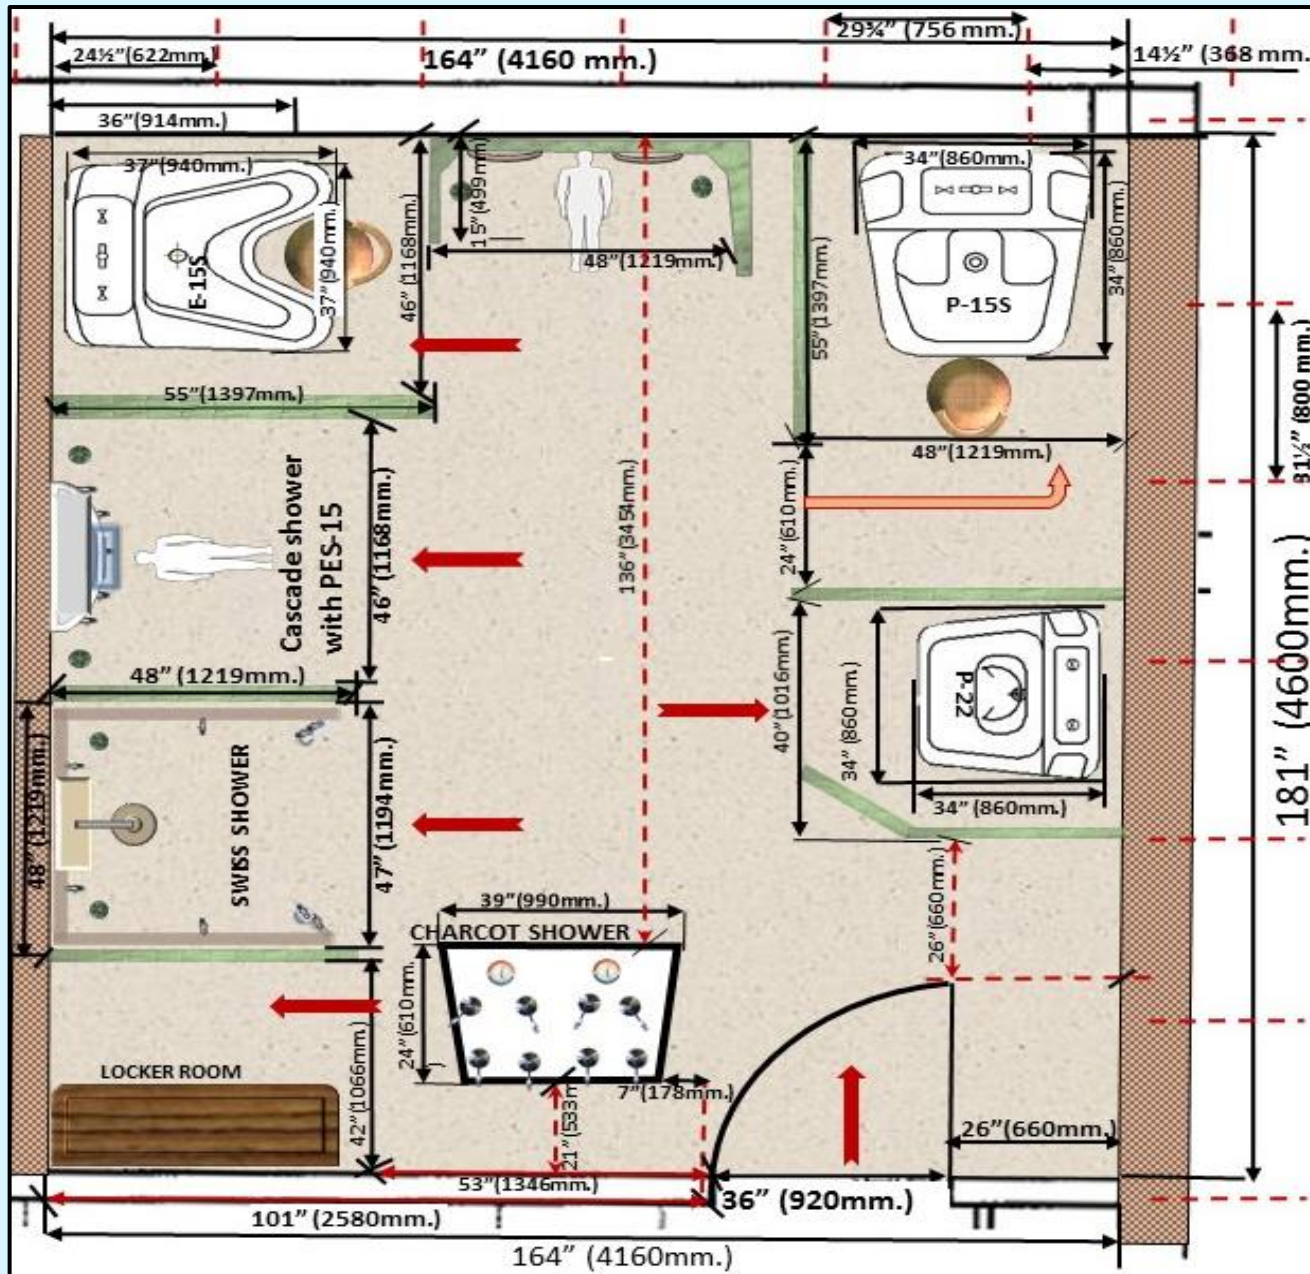 29¾” (756 mm.)
24½”(622mm.)
164” (4160 mm.)
14½” (368 mm.
36”(914mm.)
37”(940mm.)
37”(940mm.)
E-15S
46” (1168mm)
15”(499mm)
48”(1219mm.)
34”(860mm.)
34”(860mm)
P-15S
55”(1397mm)
31½”(800 mm)
55”(1397mm.)
48”(1219mm.)
24”(610mm.)
Cascade shower
with PES-15
46”(1168mm.)
136”(3454mm.)
48” (1219mm.)
40”(1016mm)
34” (860mm)
P-22
34” (860mm.)
181” (4600mm.)
48”(1219mm.)
SWISS SHOWER
47”(1194mm.)
39”(990mm.)
CHARCOT SHOWER
26”(660mm.)
24”(610mm.
)
LOCKER ROOM
42”(1066mm.)
21”(533m
7”(178mm.)
26”(660mm.)
53”(1346mm.)
36” (920mm.)
101”(2580mm.)
164” (4160mm.)